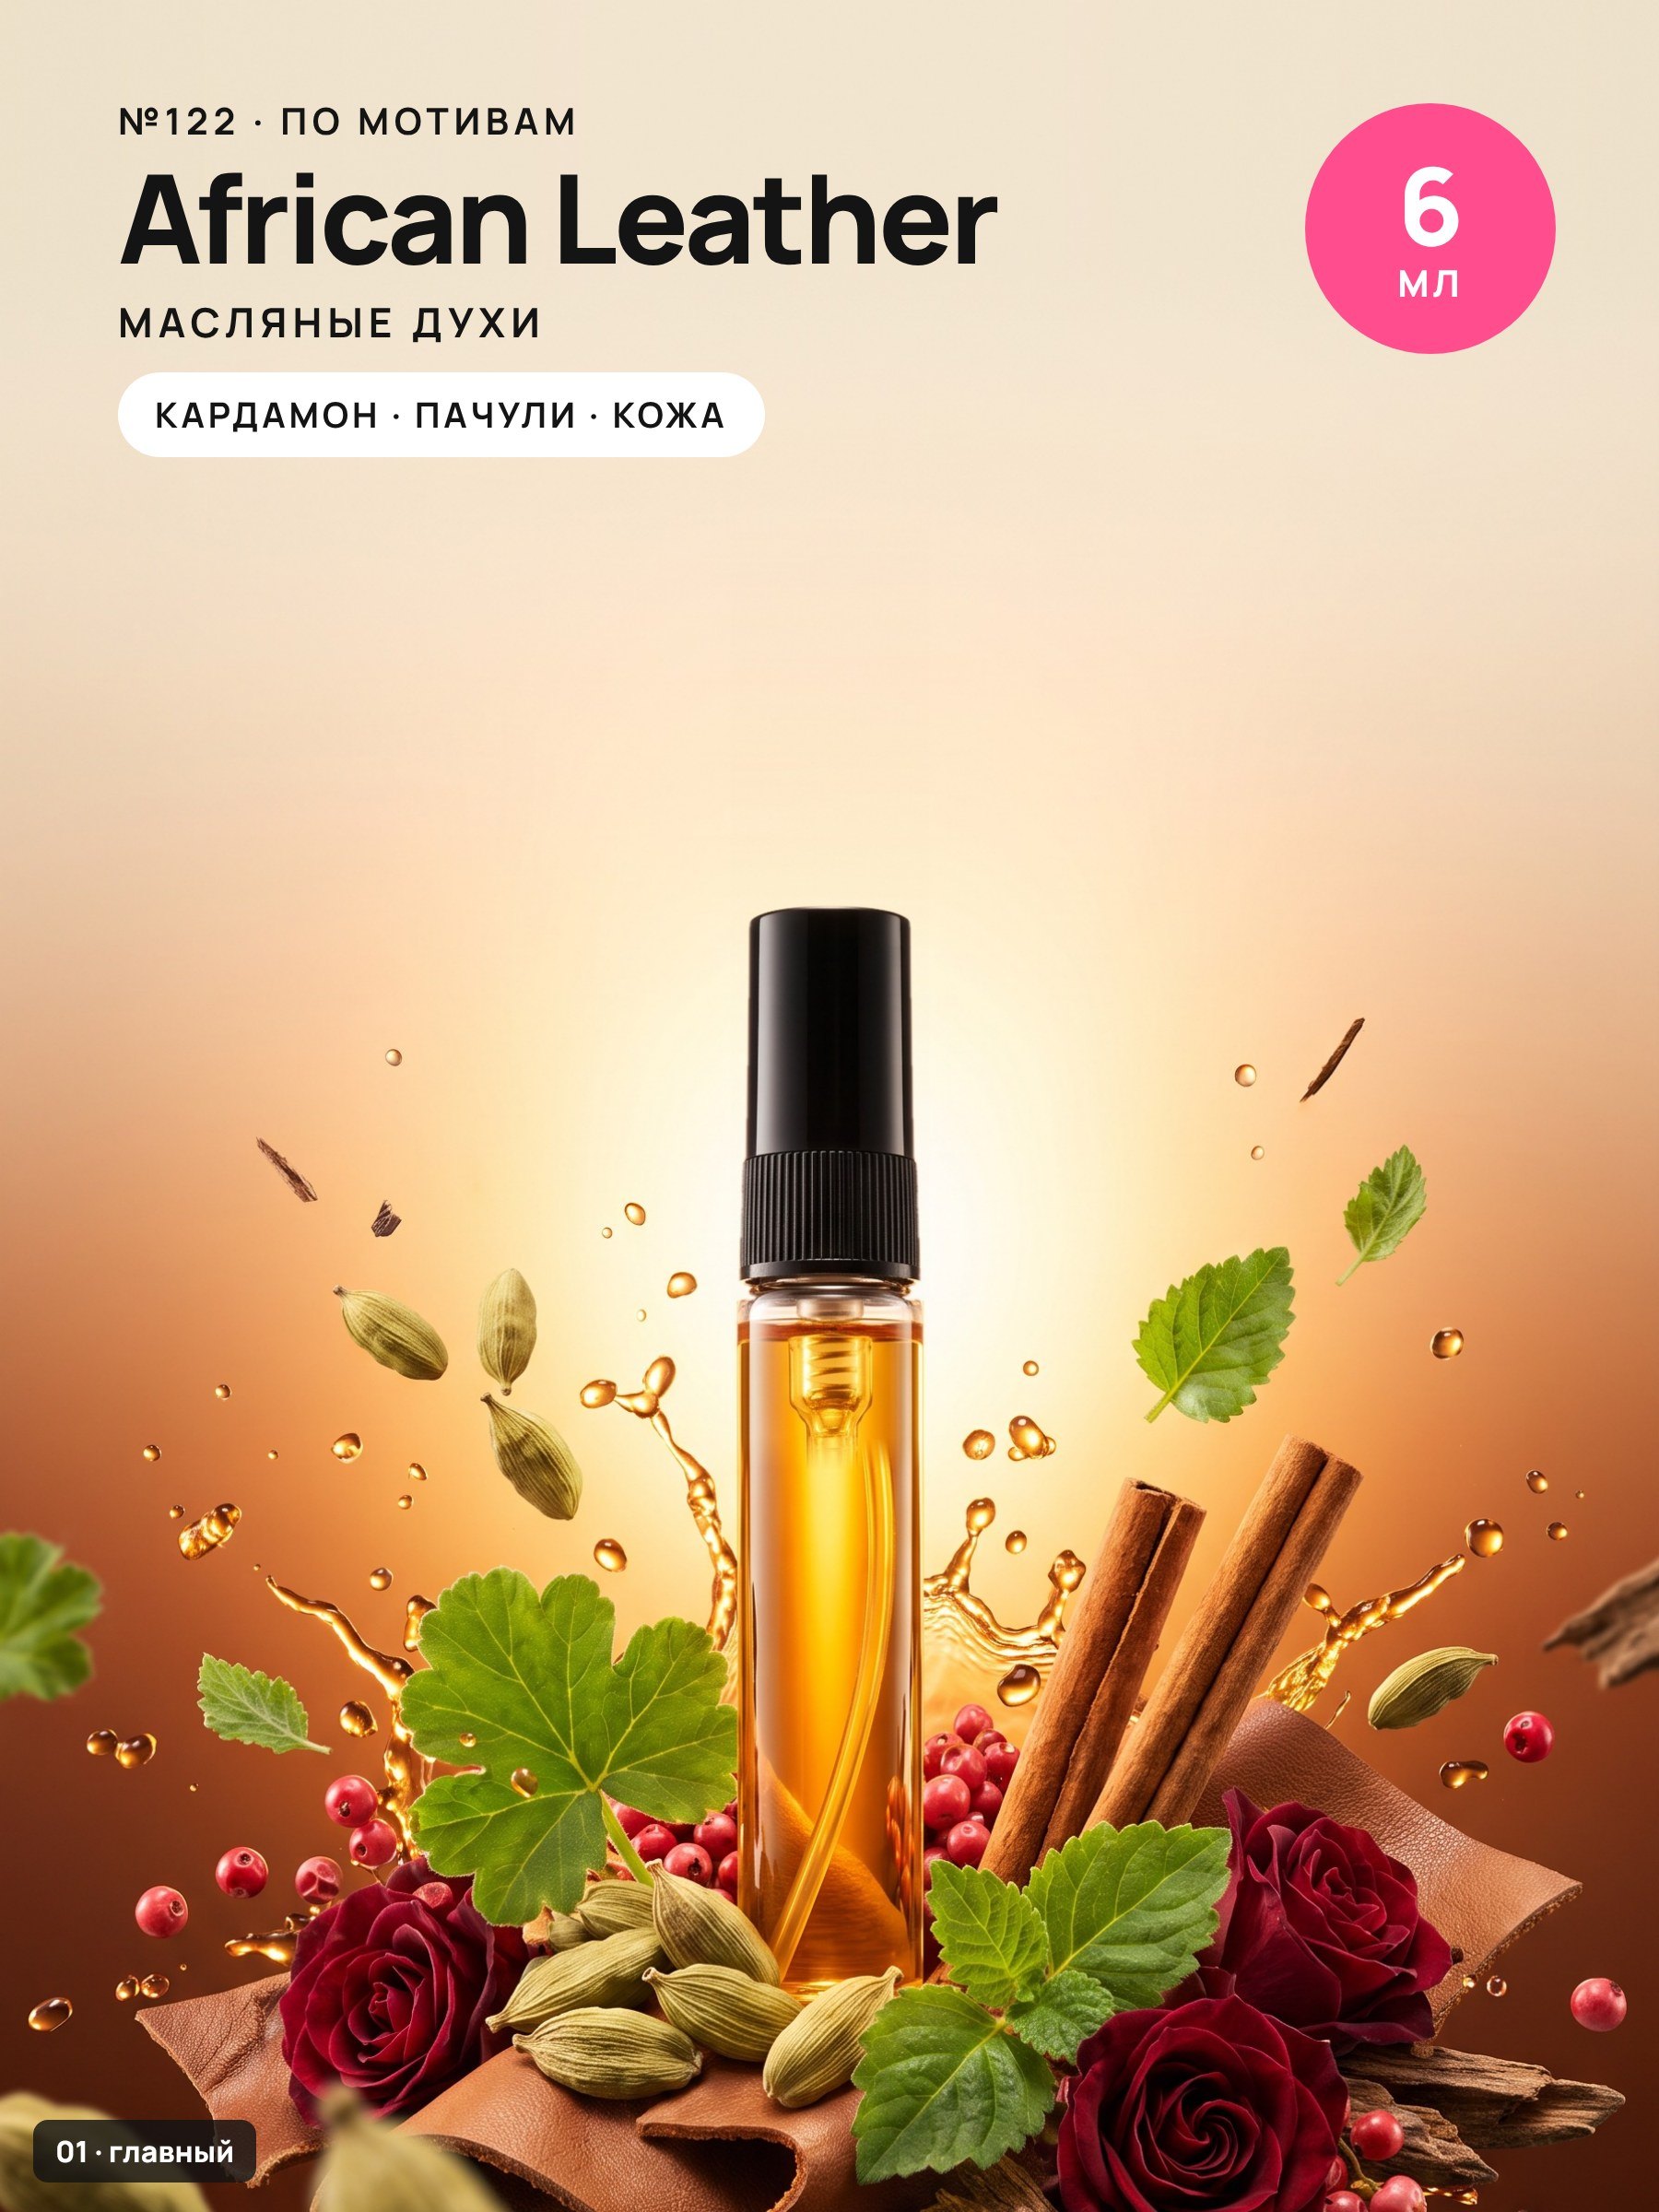 №122 · ПО МОТИВАМ
African Leather
МАСЛЯНЫЕ ДУХИ
КАРДАМОН · ПАЧУЛИ · КОЖА
6
МЛ
01 · главный